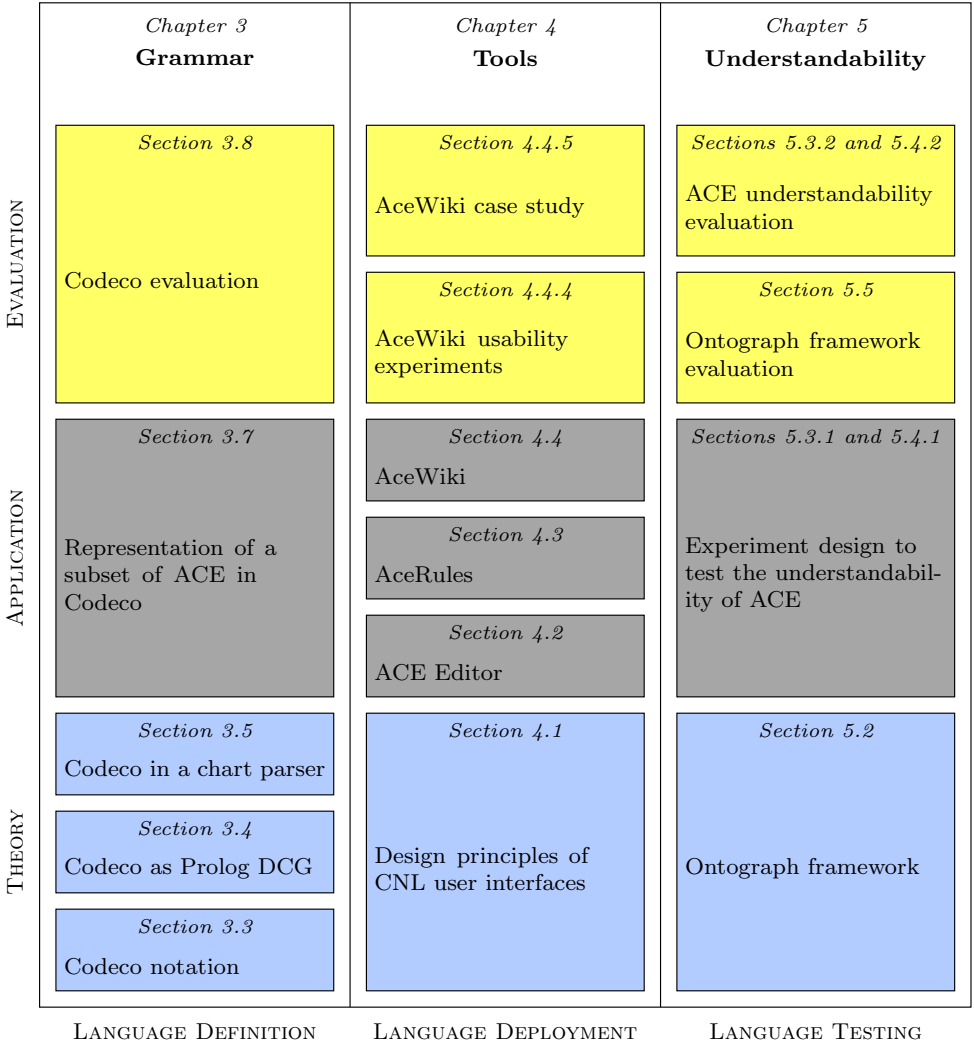 Chapter 3
Grammar
Chapter 4
Tools
Chapter 5
Understandability
EVALUATION
Section 3.8
Codeco evaluation
Section 4.4.5
AceWiki case study
Section 4.4.4
AceWiki usability
experiments
Sections 5.3.2 and 5.4.2
ACE understandability
evaluation
Section 5.5
Ontograph framework
evaluation
APPLICATION
Section 3.7
Representation of a
subset of ACE in
Codeco
Section 4.4
AceWiki
Section 4.3
AceRules
Section 4.2
ACE Editor
Sections 5.3.1 and 5.4.1
Experiment design to
test the understandabil-
ity of ACE
THEORY
Section 3.5
Codeco in a chart parser
Section 3.4
Codeco as Prolog DCG
Section 3.3
Codeco notation
Section 4.1
Design principles of
CNL user interfaces
Section 5.2
Ontograph framework
LANGUAGE DEFINITION
LANGUAGE DEPLOYMENT
LANGUAGE TESTING